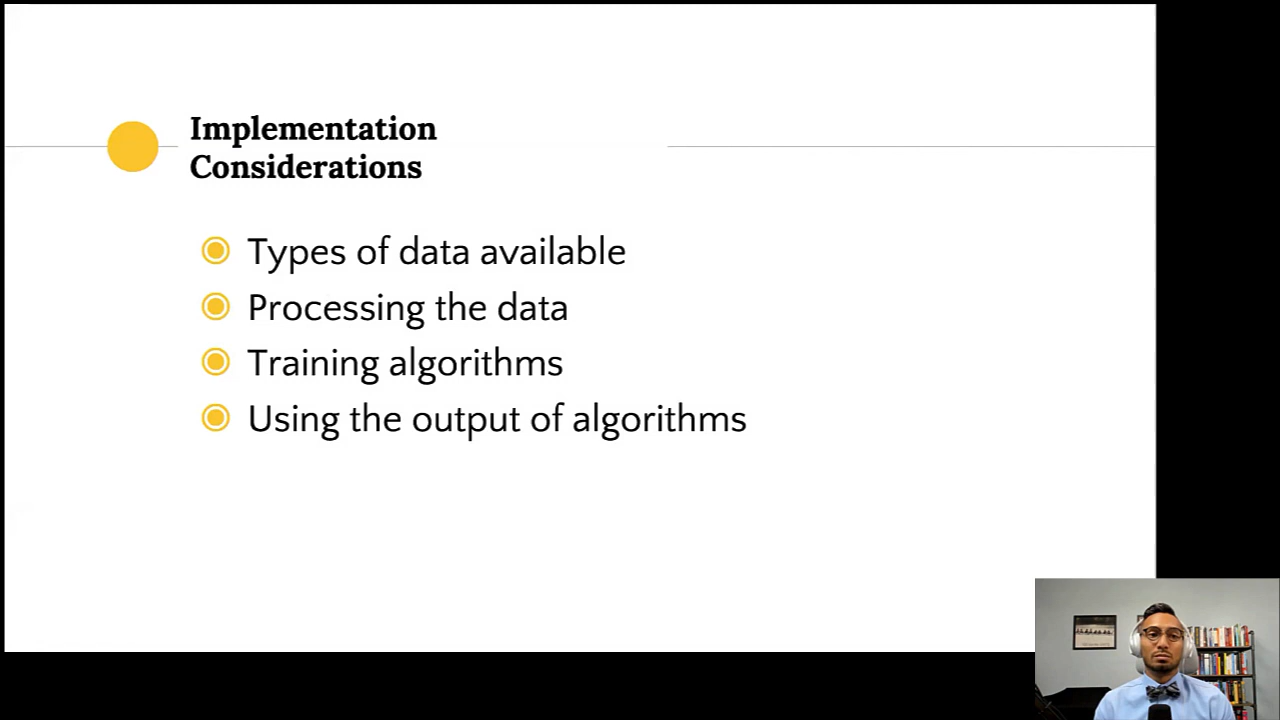 Implementation
Considerations
Types of data available
Processing the data
Training algorithms
Using the output of algorithms